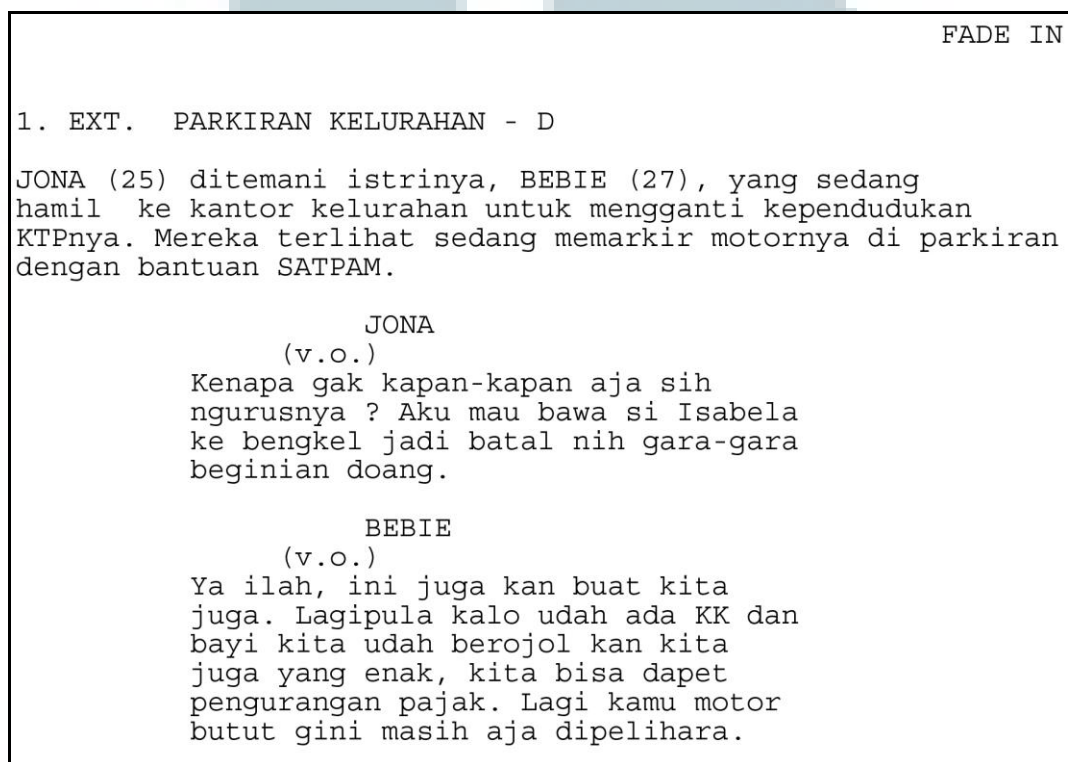 FADE IN
1. EXT. PARKIRAN KELURAHAN - D
JONA (25) ditemani istrinya, BEBIE (27), yang sedang
hamil ke kantor kelurahan untuk mengganti kependudukan
KTPnya. Mereka terlihat sedang memarkir motornya di parkiran
dengan bantuan SATPAM.
JONA
(v.o.)
Kenapa gak kapan-kapan aja sih
ngurusnya ? Aku mau bawa si Isabela
ke bengkel jadi batal nih gara-gara
beginian doang.
BEBIE
(v.o.)
Ya ilah, ini juga kan buat kita
juga. Lagipula kalo udah ada KK dan
bayi kita udah berojol kan kita
juga yang enak, kita bisa dapet
pengurangan pajak. Lagi kamu motor
butut gini masih aja dipelihara.